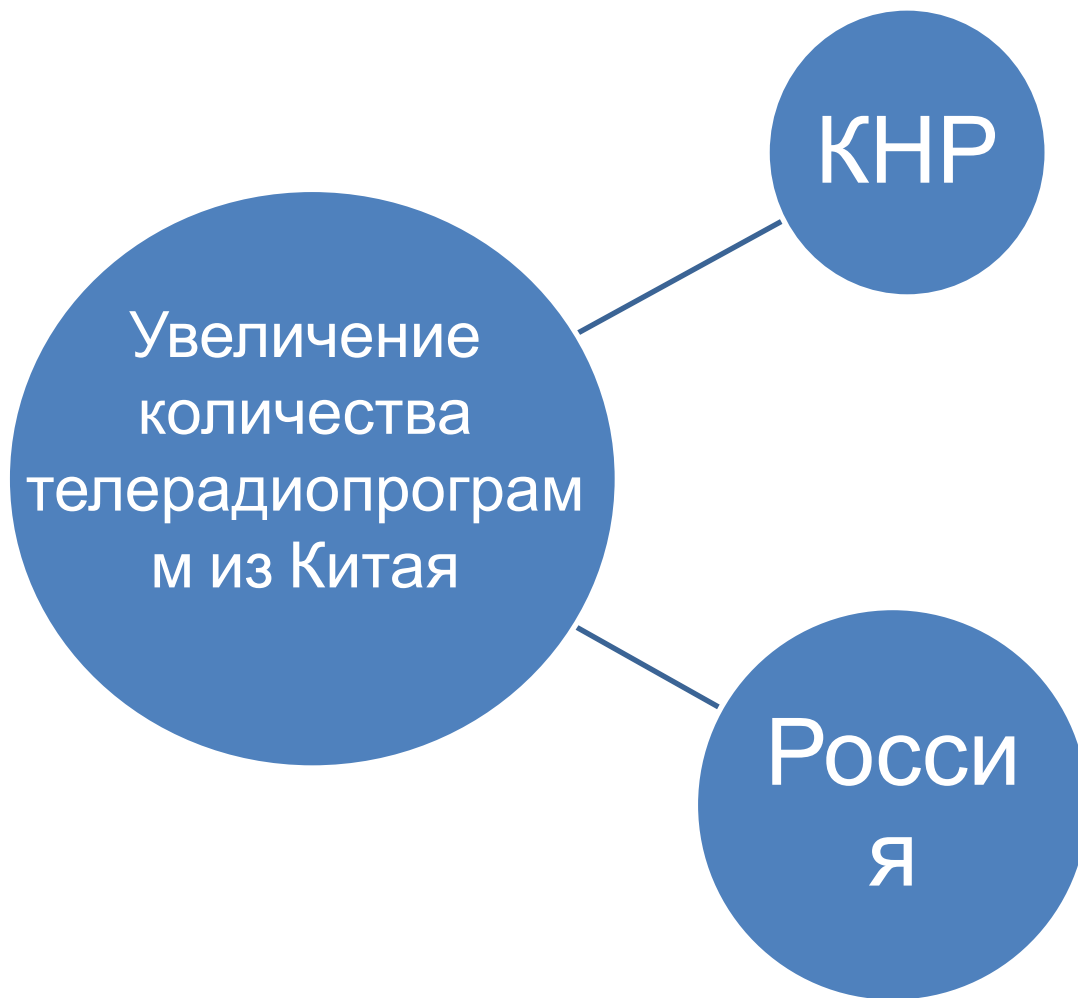 КНР
Увеличение
количества
телерадиопрограм
м из Китая
Росси
я